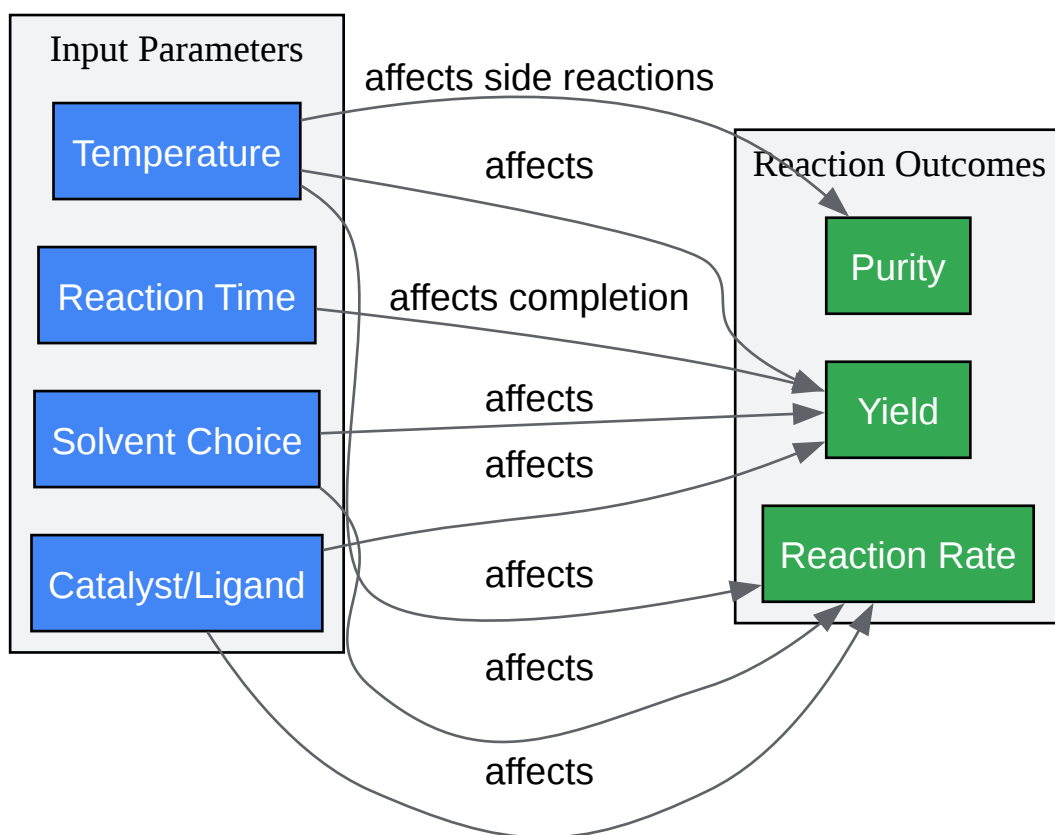 Input Parameters
Temperature
Reaction Time
Solvent Choice
Catalyst/Ligand
affects side reactions
affects
affects completion
affects
affects
affects
affects
affects
Reaction Outcomes
Purity
Yield
Reaction Rate